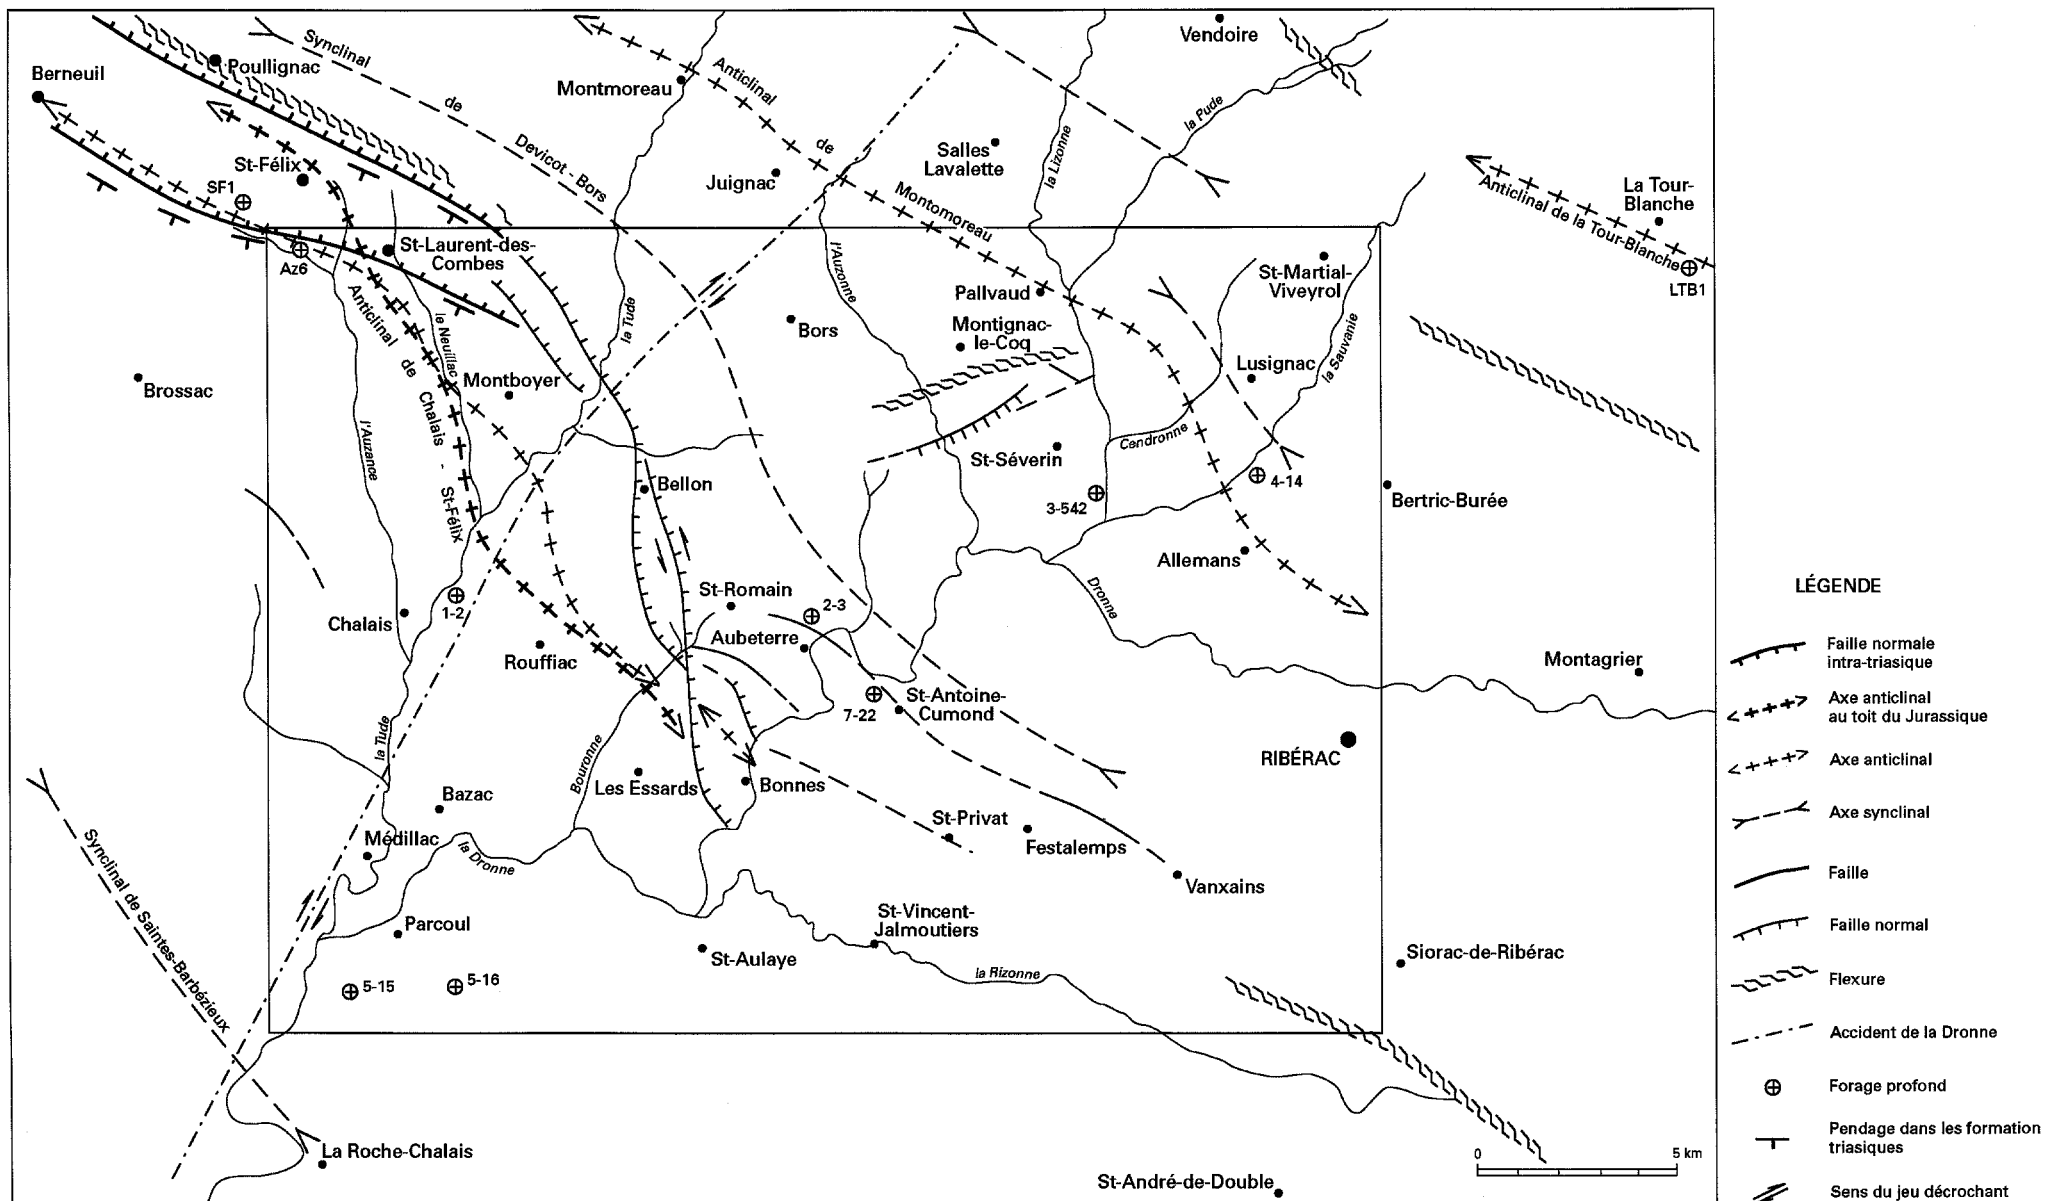 Vendoire
Berneuil
Poullignac
Synclinal
de
Devicot - Bors
Montmoreau
Anticlinal
de
Montomoreau
la Lizonne
la Pude
Salles
Lavalette
Juignac
St-Félix
SF1
La Tour-
Blanche
Anticlinal de la Tour-Blanche
LTB1
Az6
St-Laurent-des-
Combes
l'Auzonne
la Tude
St-Martial-
Viveyrol
Pallvaud
Bors
Montignac-
le-Coq
Lusignac
la Sauvanie
Anticlinal de Chalais - St-Félix
le Neuillac
Montboyer
Brossac
l'Auzance
Cendronne
St-Séverin
4-14
3-542
Bertric-Burée
Bellon
Allemans
Dronne
St-Romain
2-3
1-2
Chalais
Aubeterre
Rouffiac
Montagrier
7-22
St-Antoine-
Cumond
RIBÉRAC
la Tude
Bouronne
Les Essards
Bonnes
Bazac
St-Privat
Festalemps
Médillac
la Dronne
Vanxains
Synclinal de Saintes-Barbézieux
Parcoul
St-Vincent-
Jalmoutiers
St-Aulaye
la Rizonne
Siorac-de-Ribérac
5-15
5-16
La Roche-Chalais
St-André-de-Double
0
5 km
LÉGENDE
Faille normale
intra-triasique
Axe anticlinal
au toit du Jurassique
Axe anticlinal
Axe synclinal
Faille
Faille normal
Flexure
Accident de la Dronne
Forage profond
Pendage dans les formation
triasiques
Sens du jeu décrochant